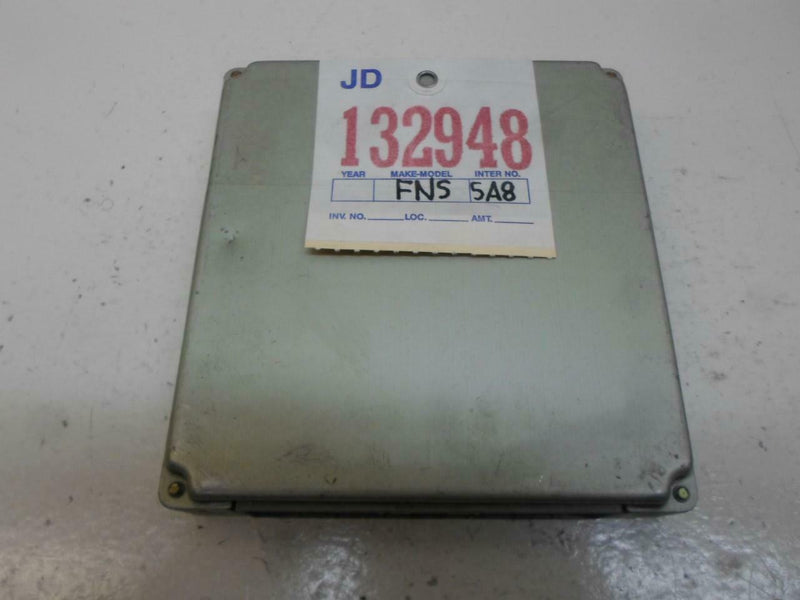 JD
132948
YEAR MAKE-MODEL INTER NO.
FNS 5A8
INV. NO. LOC. AMT.